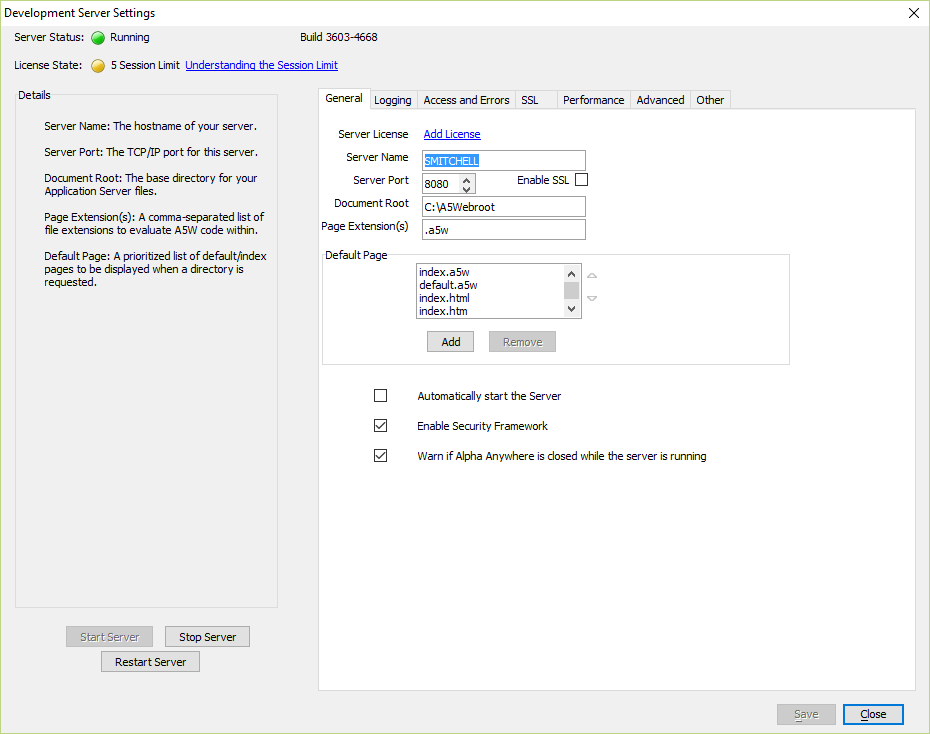 Development Server Settings
Server Status: Running Build 3603-4668
License State: 5 Session Limit Understanding the Session Limit
Details
Server Name: The hostname of your server.
Server Port: The TCP/IP port for this server.
Document Root: The base directory for your
Application Server files.
Page Extension(s): A comma-separated list of
file extensions to evaluate A5W code within.
Default Page: A prioritized list of default/index
pages to be displayed when a directory is
requested.
Start Server Stop Server
Restart Server
General Logging Access and Errors SSL Performance Advanced Other
Server License Add License
Server Name SMITCHELL
Server Port 8080 Enable SSL
Document Root C:\A5Webroot
Page Extension(s) .a5w
Default Page
index.a5w
default.a5w
index.html
index.htm
Add Remove
Automatically start the Server
Enable Security Framework
Warn if Alpha Anywhere is closed while the server is running
Save Close